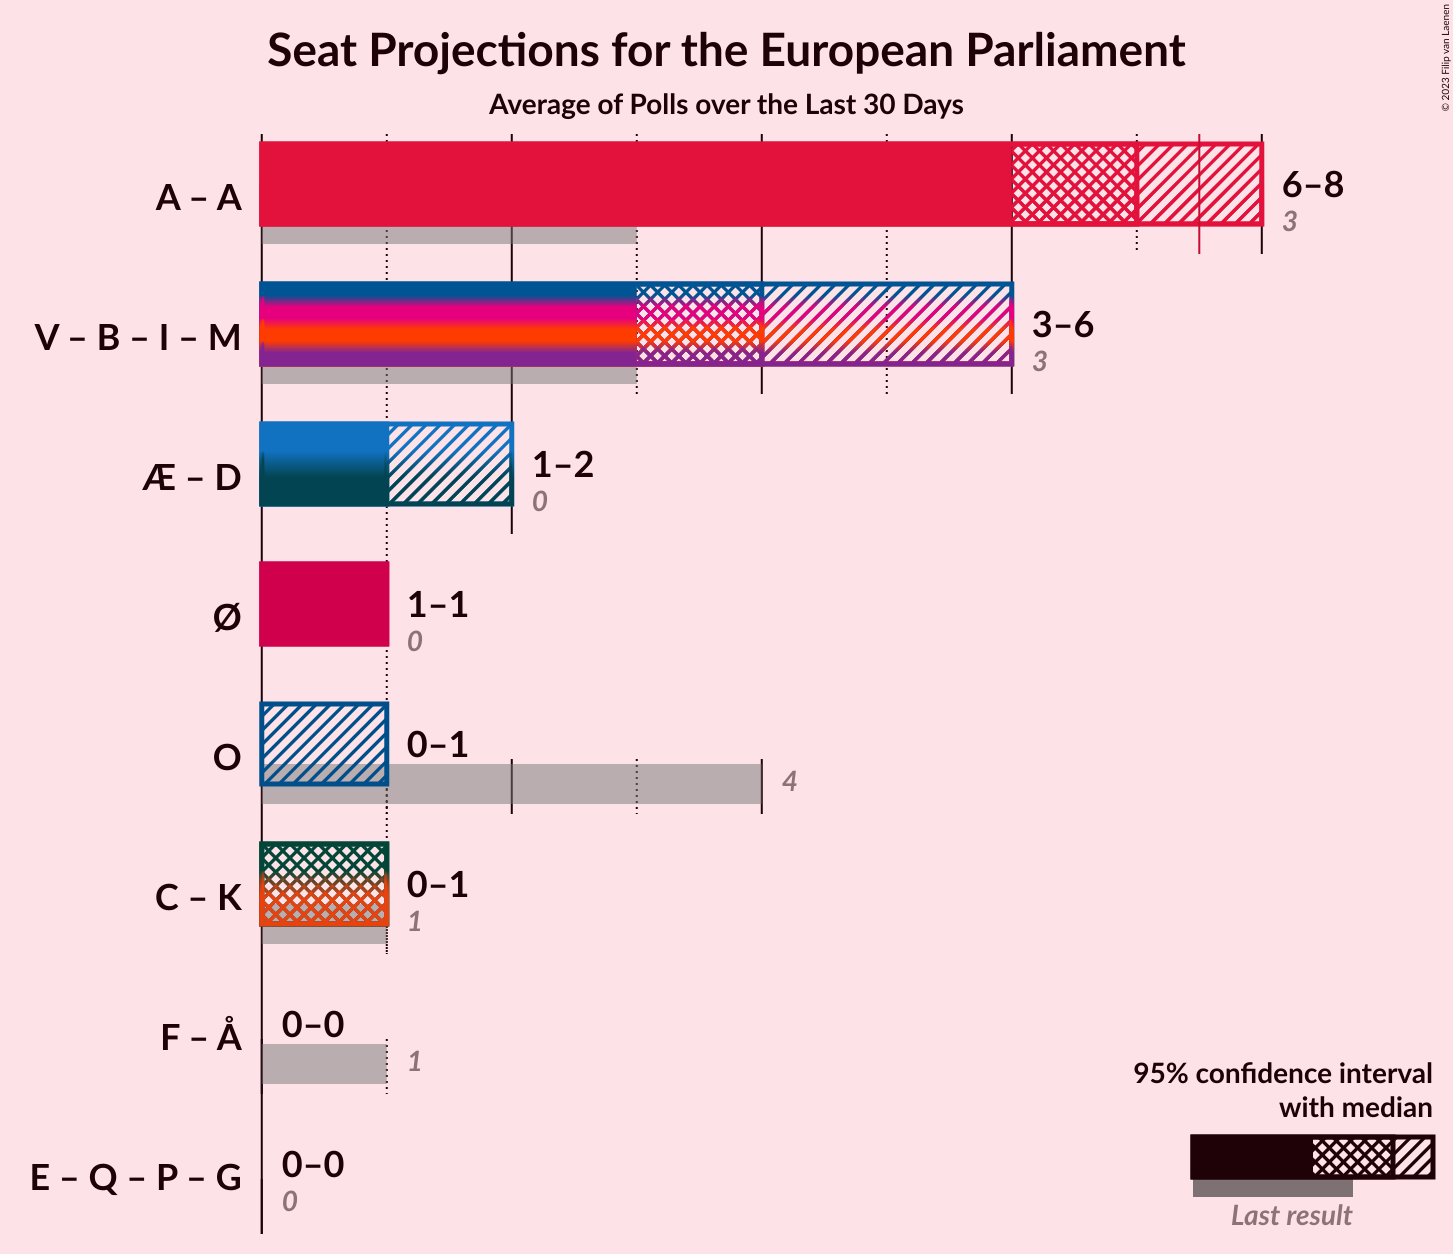 Seat Projections for the European Parliament
Average of Polls over the Last 30 Days
© 2023 Filip van Laenen
A – A
6–8
3
V – B – I – M
3–6
3
Æ – D
1–2
0
Ø
1–1
0
O
0–1
4
C – K
0–1
1
F – Å
0–0
1
E – Q – P – G
0–0
0
95% confidence interval
with median
Last result